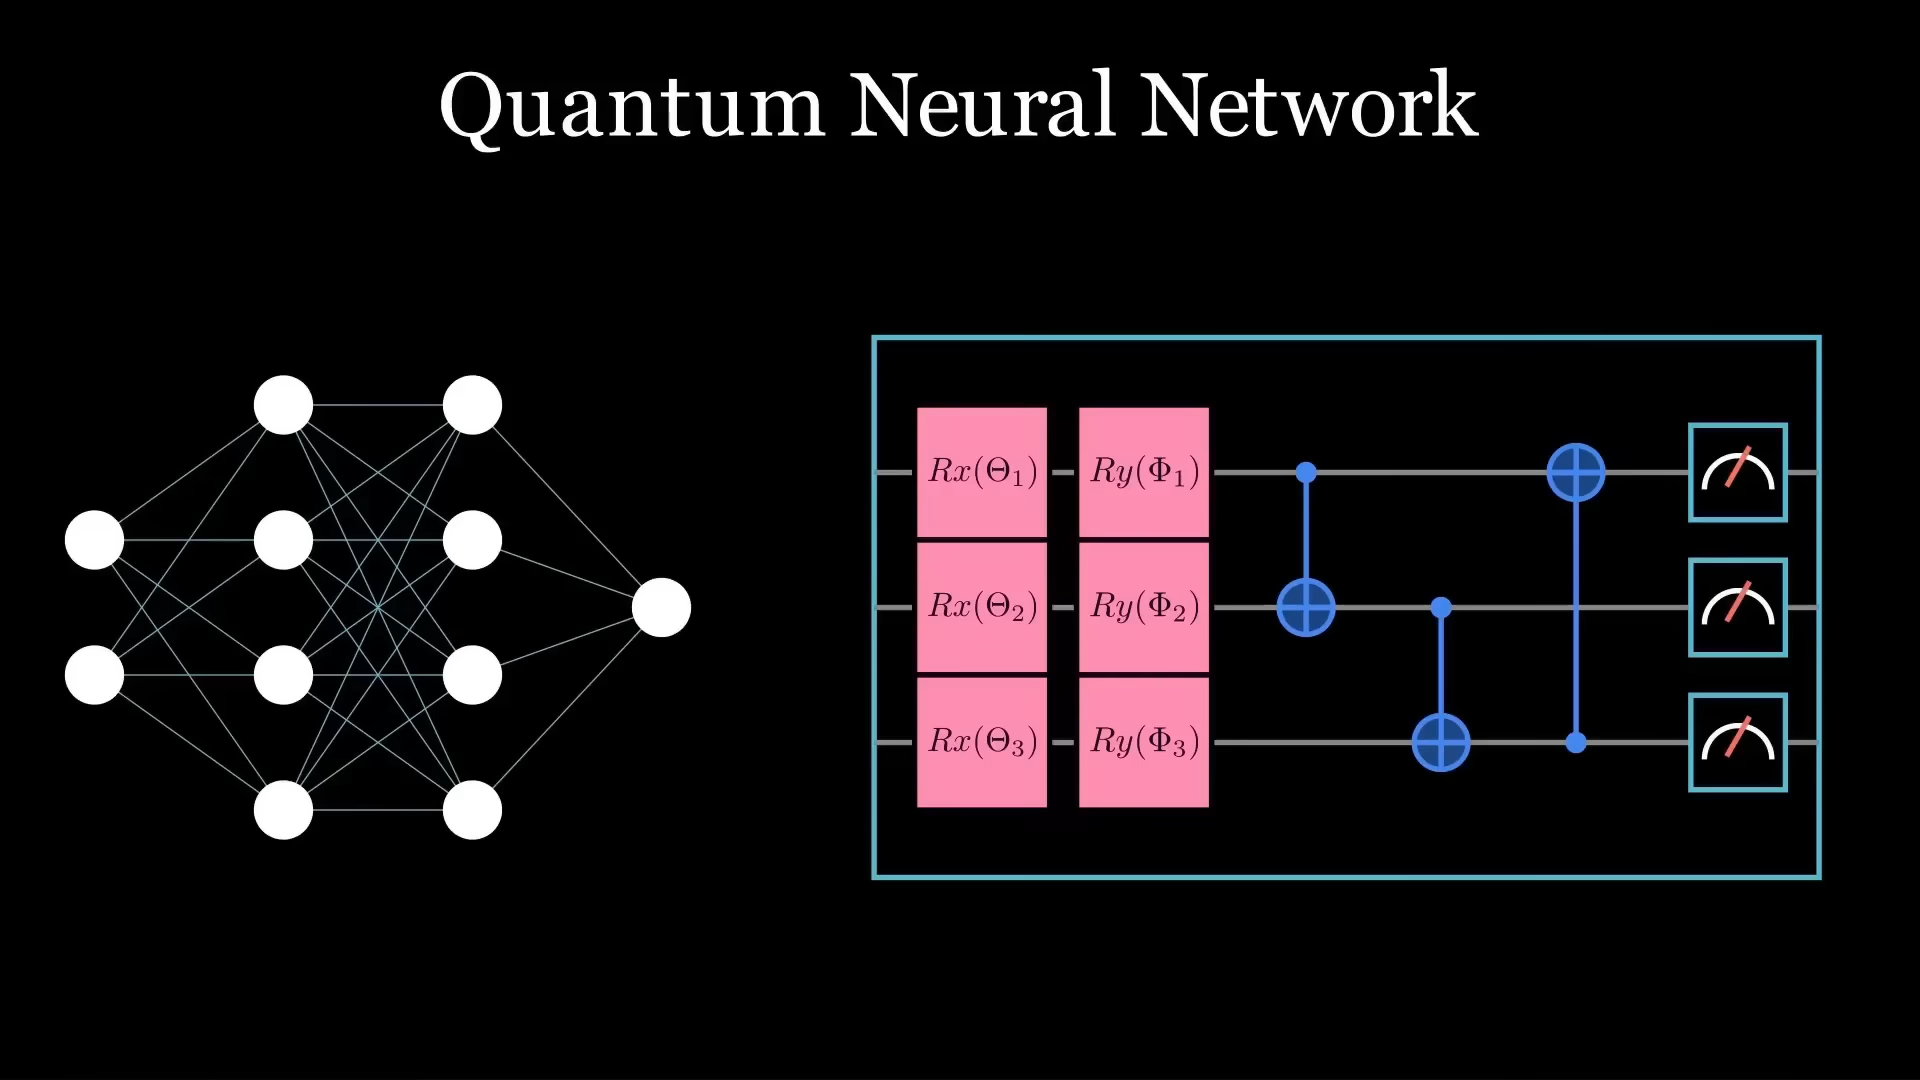 Quantum Neural Network
Rx(Θ₁) Ry(Φ₁)
Rx(Θ₂) Ry(Φ₂)
Rx(Θ₃) Ry(Φ₃)